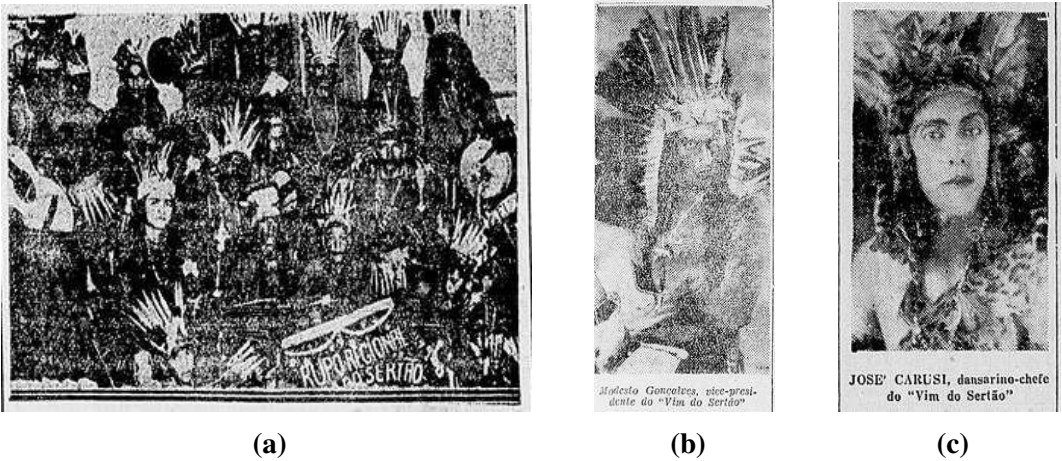 RUPO REGIONAL
DO SERTÃO
Modesto Gonçalves, vice-presi-
dente do "Vim do Sertão"
JOSE' CARUSI, dansarino-chefe
do "Vim do Sertão"
(a)
(b)
(c)